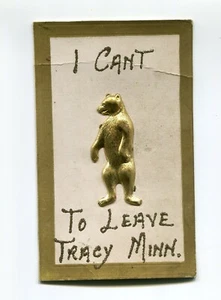 I CANT
TO LEAVE
TRACY MINN.